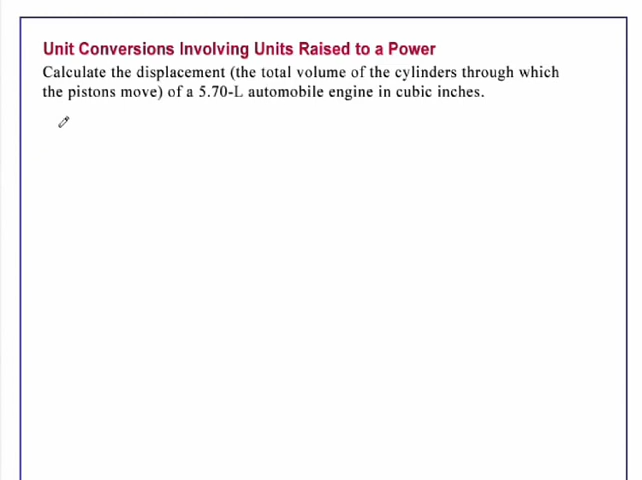 Unit Conversions Involving Units Raised to a Power
Calculate the displacement (the total volume of the cylinders through which
the pistons move) of a 5.70-L automobile engine in cubic inches.